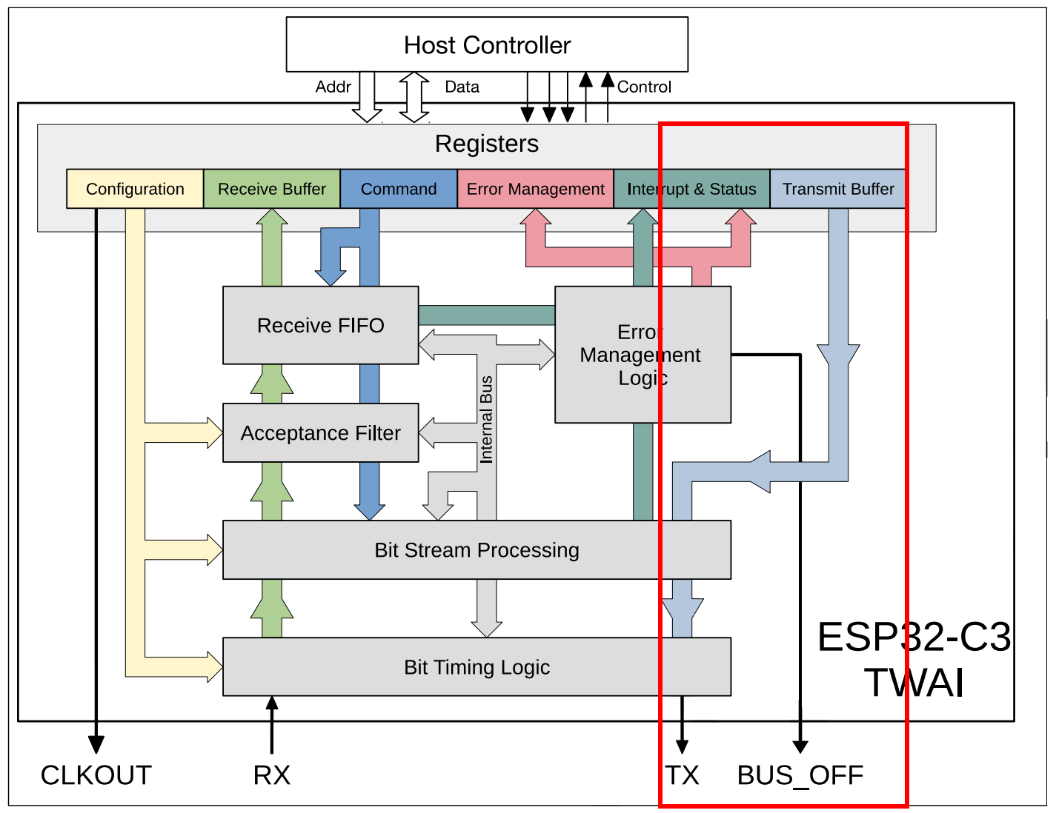 Host Controller
Addr
Data
Control
Registers
Configuration
Receive Buffer
Command
Error Management
Interrupt & Status
Transmit Buffer
Receive FIFO
Error
Management
Logic
Internal Bus
Acceptance Filter
Bit Stream Processing
Bit Timing Logic
ESP32-C3
TWAI
CLKOUT
RX
TX
BUS_OFF